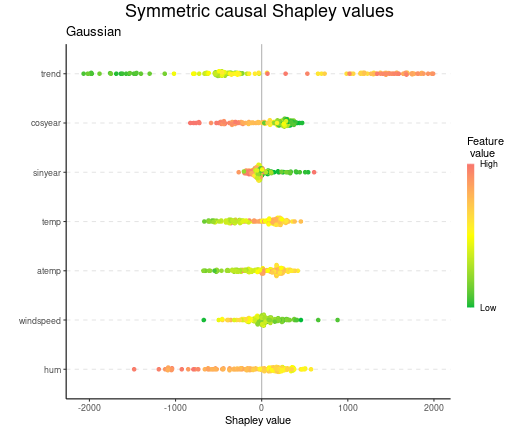 Symmetric causal Shapley values
Gaussian
trend
cosyear
sinyear
temp
atemp
windspeed
hum
-2000
-1000
0
1000
2000
Shapley value
Feature
value
High
Low